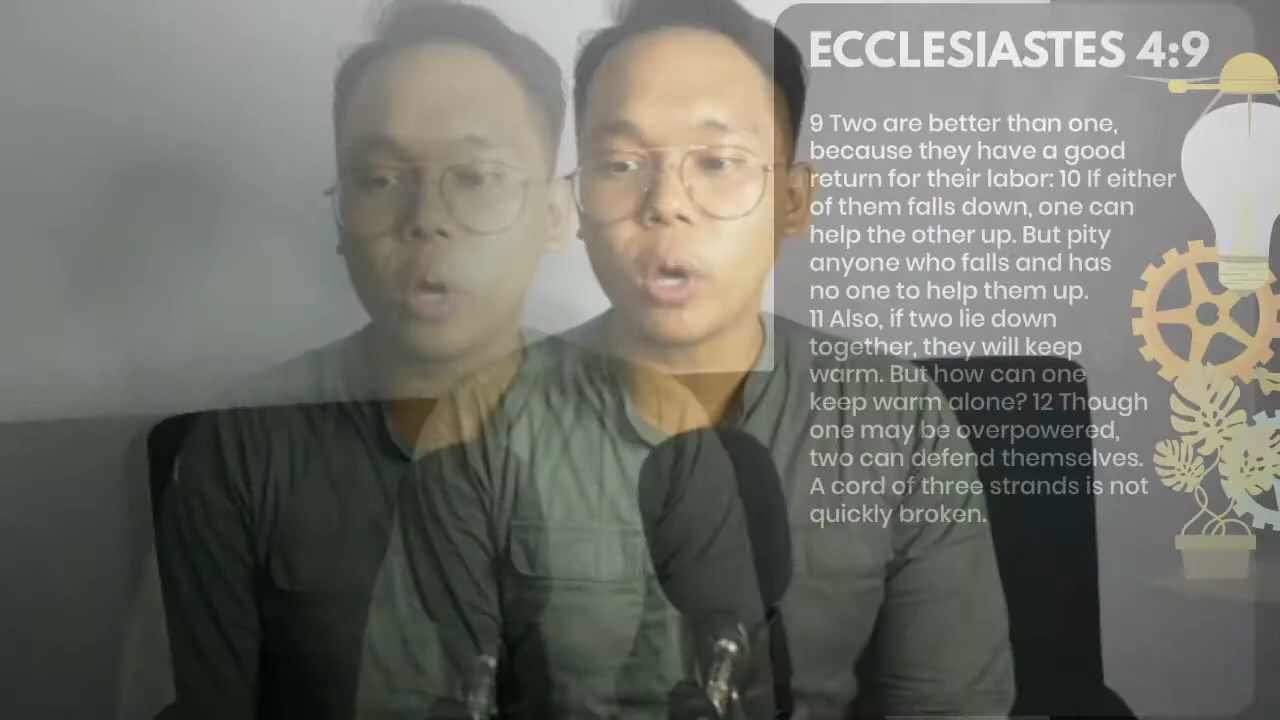 ECCLESIASTES 4:9
9 Two are better than one,
because they have a good
return for their labor: 10 If either
of them falls down, one can
help the other up. But pity
anyone who falls and has
no one to help them up.
11 Also, if two lie down
together, they will keep
warm. But how can one
keep warm alone? 12 Though
one may be overpowered,
two can defend themselves.
A cord of three strands is not
quickly broken.